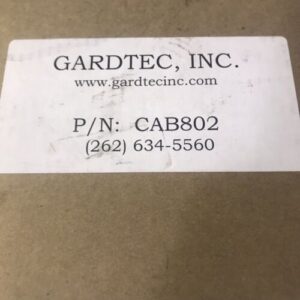 GARDTEC, INC.
www.gardtecinc.com
P/N: CAB802
(262) 634-5560